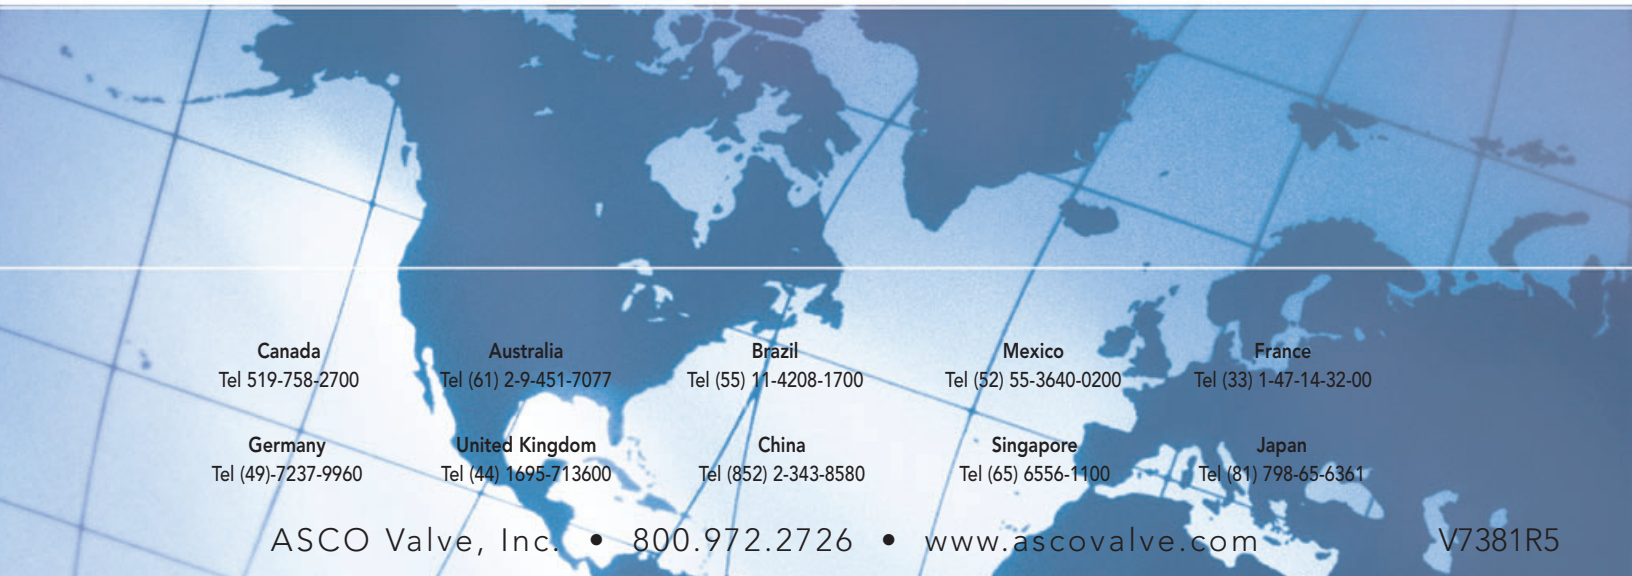 Canada Australia Brazil Mexico France
Tel 519-758-2700 Tel (61) 2-9-451-7077 Tel (55) 11-4208-1700 Tel (52) 55-3640-0200 Tel (33) 1-47-14-32-00
Germany United Kingdom China Singapore Japan
Tel (49)-7237-9960 Tel (44) 1695-713600 Tel (852) 2-343-8580 Tel (65) 6556-1100 Tel (81) 798-65-6361
ASCO Valve, Inc. • 800.972.2726 • www.ascovalve.com V7381R5